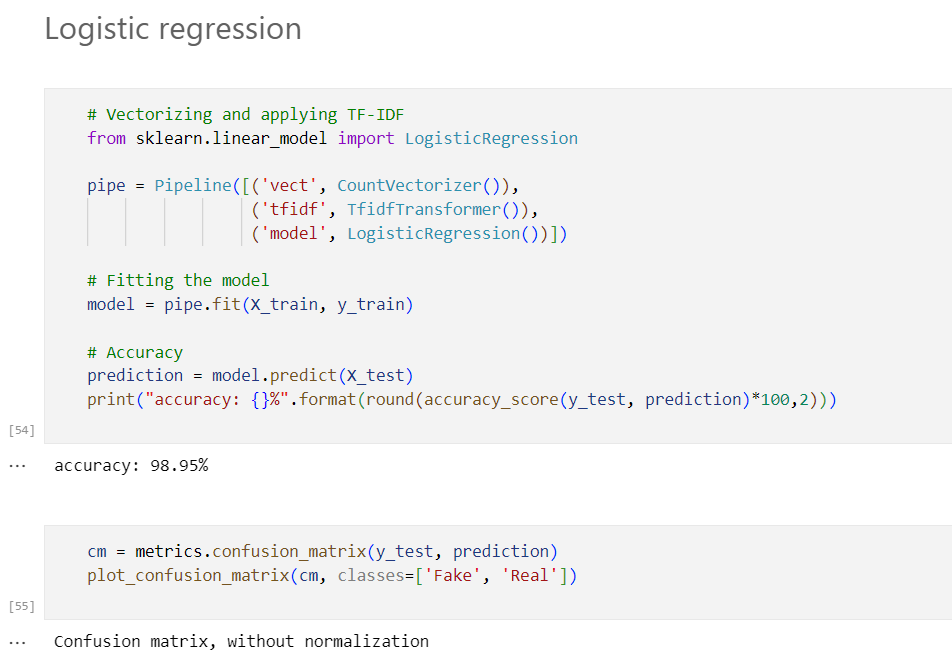 Logistic regression
# Vectorizing and applying TF-IDF
from sklearn.linear_model import LogisticRegression
pipe = Pipeline([('vect', CountVectorizer()),
('tfidf', TfidfTransformer()),
('model', LogisticRegression())])
# Fitting the model
model = pipe.fit(X_train, y_train)
# Accuracy
prediction = model.predict(X_test)
print("accuracy: {}%".format(round(accuracy_score(y_test, prediction)*100,2)))
[54]
... accuracy: 98.95%
cm = metrics.confusion_matrix(y_test, prediction)
plot_confusion_matrix(cm, classes=['Fake', 'Real'])
[55]
... Confusion matrix, without normalization